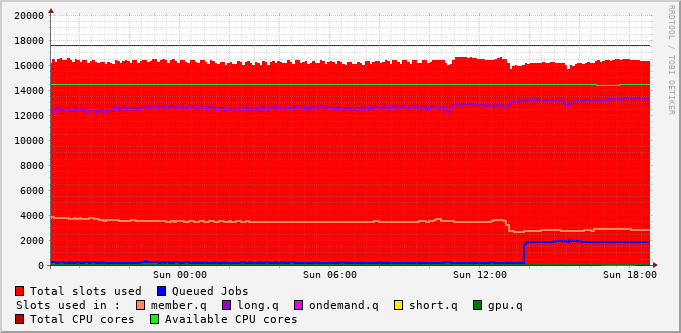 RRDTOOL / TOBI OETIKER
20000
18000
16000
14000
12000
10000
8000
6000
4000
2000
0
Sun 00:00 Sun 06:00 Sun 12:00 Sun 18:00
Total slots used Queued Jobs
Slots used in : member.q long.q ondemand.q short.q gpu.q
Total CPU cores Available CPU cores